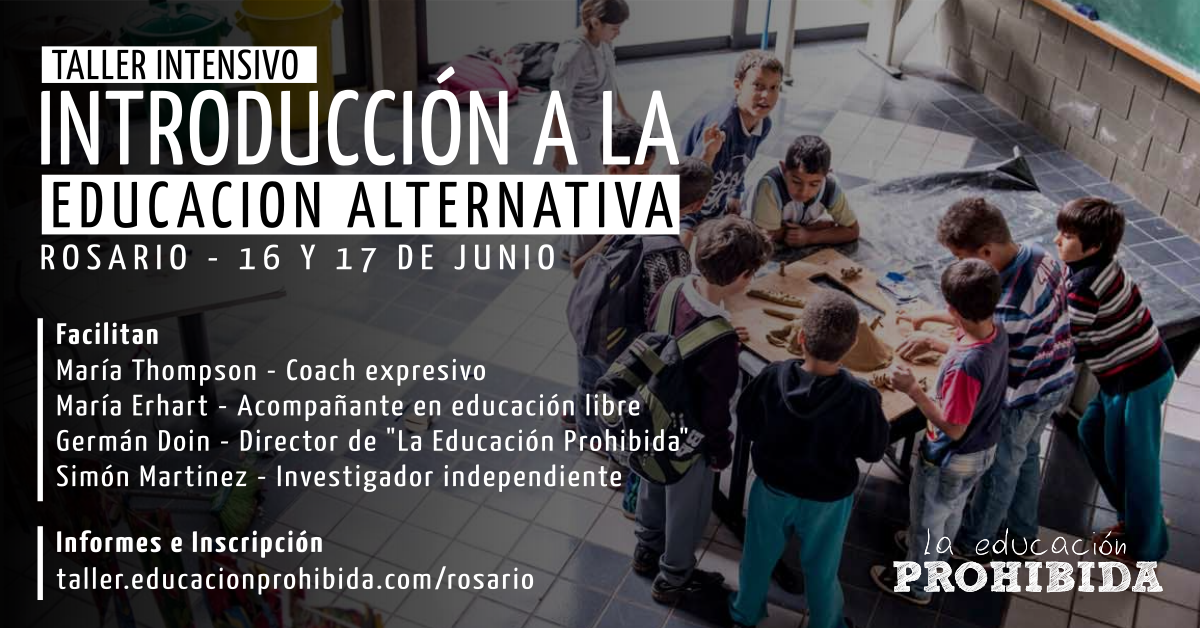 TALLER INTENSIVO
INTRODUCCIÓN A LA
EDUCACION ALTERNATIVA
ROSARIO - 16 Y 17 DE JUNIO
Facilitan
María Thompson - Coach expresivo
María Erhart - Acompañante en educación libre
Germán Doin - Director de "La Educación Prohibida"
Simón Martinez - Investigador independiente
Informes e Inscripción
taller.educacionprohibida.com/rosario
la educación
PROHIBIDA